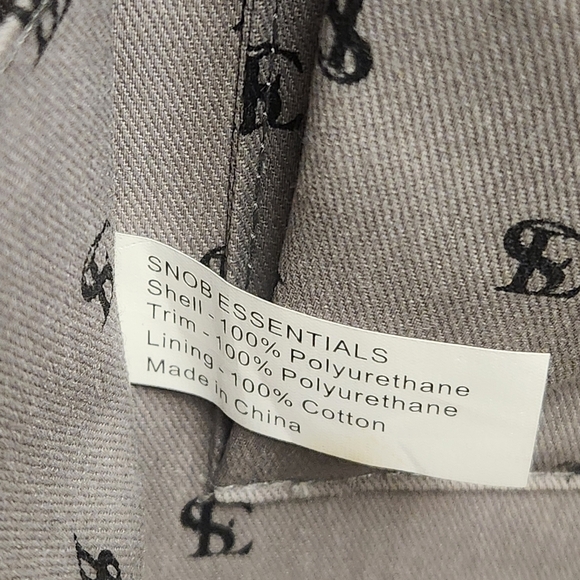 SNOB ESSENTIALS
Shell - 100% Polyurethane
Trim - 100% Polyurethane
Lining - 100% Cotton
Made in China